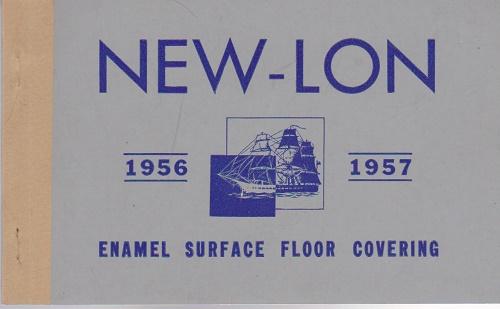 NEW-LON
1956 1957
ENAMEL SURFACE FLOOR COVERING